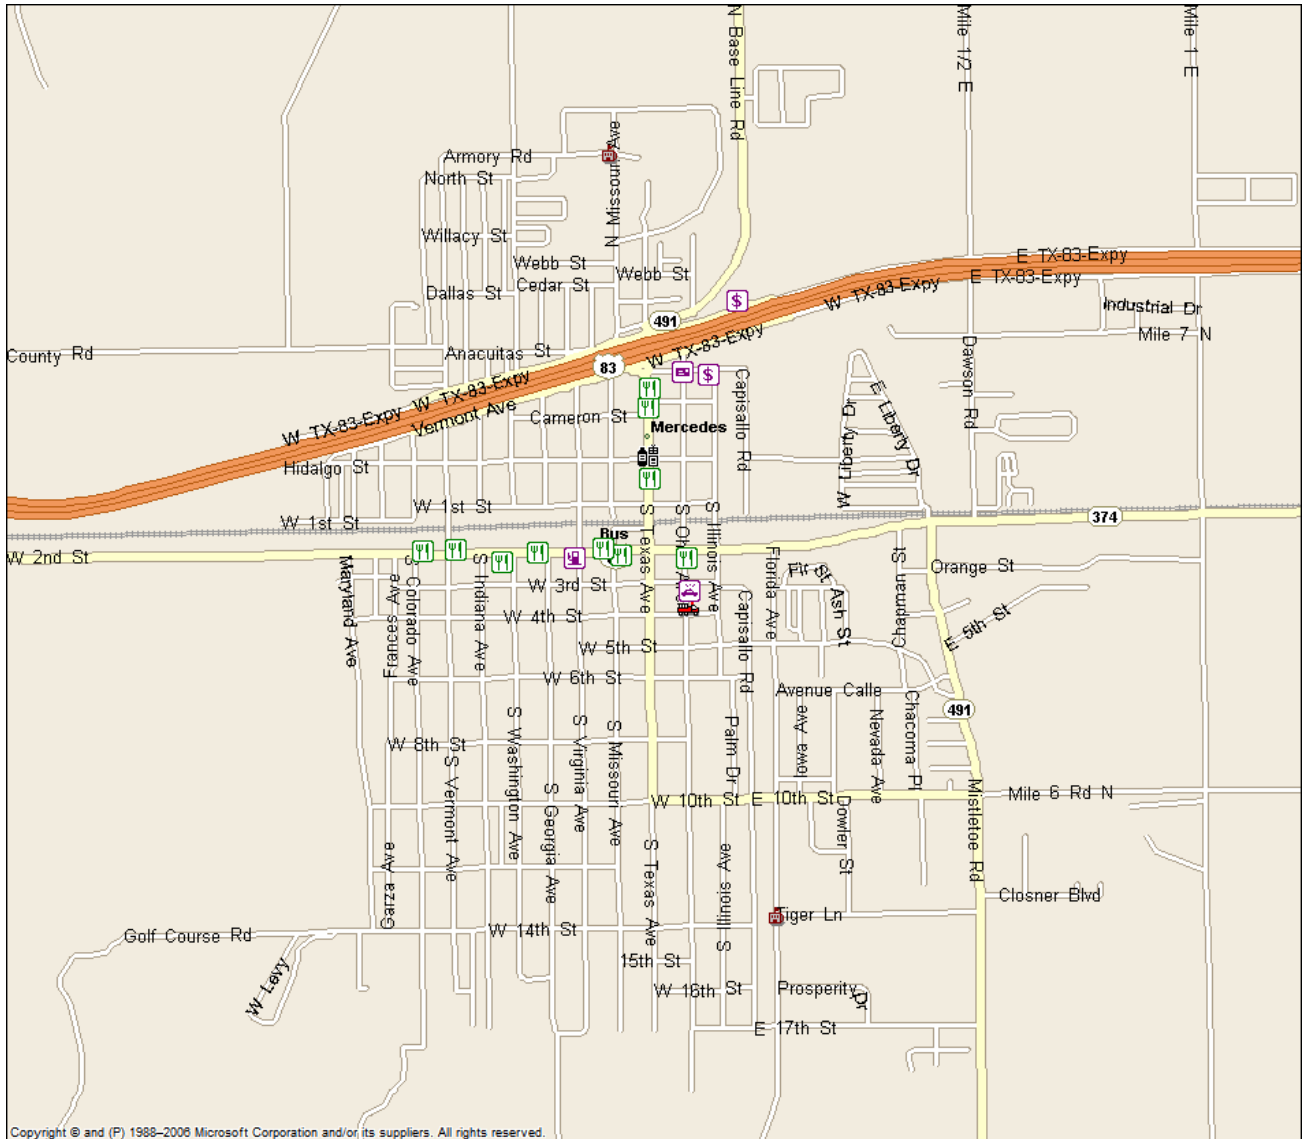 N Base Line Rd
Mile 1/2 E
Mile 1 E
Armory Rd
North St
N Missouri Ave
Willacy St
Webb St
Webb St
Cedar St
Dallas St
E TX-83-Expy
E TX-83-Expy
W TX-83-Expy
Industrial Dr
Mile 7 N
$
491
County Rd
Anacuitas St
83
W TX-83-Expy
$
Dawson Rd
W TX-83-Expy
W TX-83-Expy
Vermont Ave
Cameron St
Mercedes
Capisallo Rd
W Liberty Dr
E Liberty Dr
Hidalgo St
W 1st St
W 1st St
374
W 2nd St
Bus
S Texas Ave
S Illinois Ave
Maryland Ave
Frances Ave
S Colorado Ave
S Indiana Ave
W 3rd St
W 4th St
W 5th St
W 6th St
Capisallo Rd
Florida Ave
Fir St
Ash St
Chapman St
Orange St
E 5th St
Avenue Calle
491
Iowa Ave
Nevada Ave
Chacoma Pl
Palm Dr
W 8th St
S Vermont Ave
S Washington Ave
S Georgia Ave
S Virginia Ave
S Missouri Ave
W 10th St
E 10th St
Mile 6 Rd N
Mistletoe Rd
Dowler St
S Texas Ave
S Illinois Ave
Garza Ave
Closner Blvd
Tiger Ln
Golf Course Rd
W Levy
W 14th St
15th St
W 16th St
Prosperity Dr
E 17th St
Copyright © and (P) 1988–2006 Microsoft Corporation and/or its suppliers. All rights reserved.